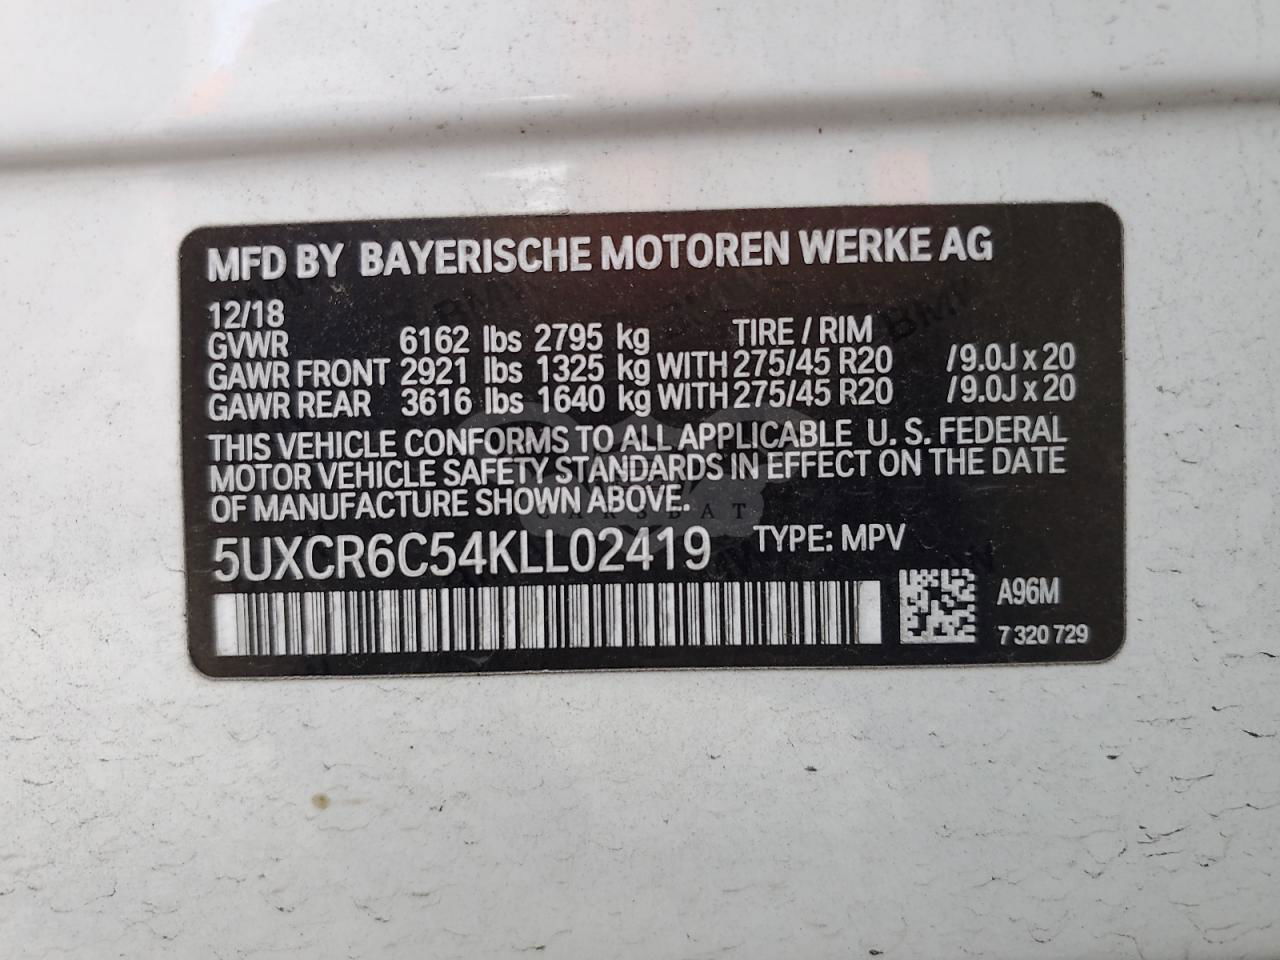 MFD BY BAYERISCHE MOTOREN WERKE AG
12/18
TIRE / RIM
GVWR 6162 lbs 2795 kg
GAWR FRONT 2921 lbs 1325 kg WITH 275/45 R20 /9.0J x 20
GAWR REAR 3616 lbs 1640 kg WITH 275/45 R20 /9.0J x 20
THIS VEHICLE CONFORMS TO ALL APPLICABLE U. S. FEDERAL
MOTOR VEHICLE SAFETY STANDARDS IN EFFECT ON THE DATE
OF MANUFACTURE SHOWN ABOVE.
CARSBAT
5UXCR6C54KLL02419 TYPE: MPV
A96M
7 320 729